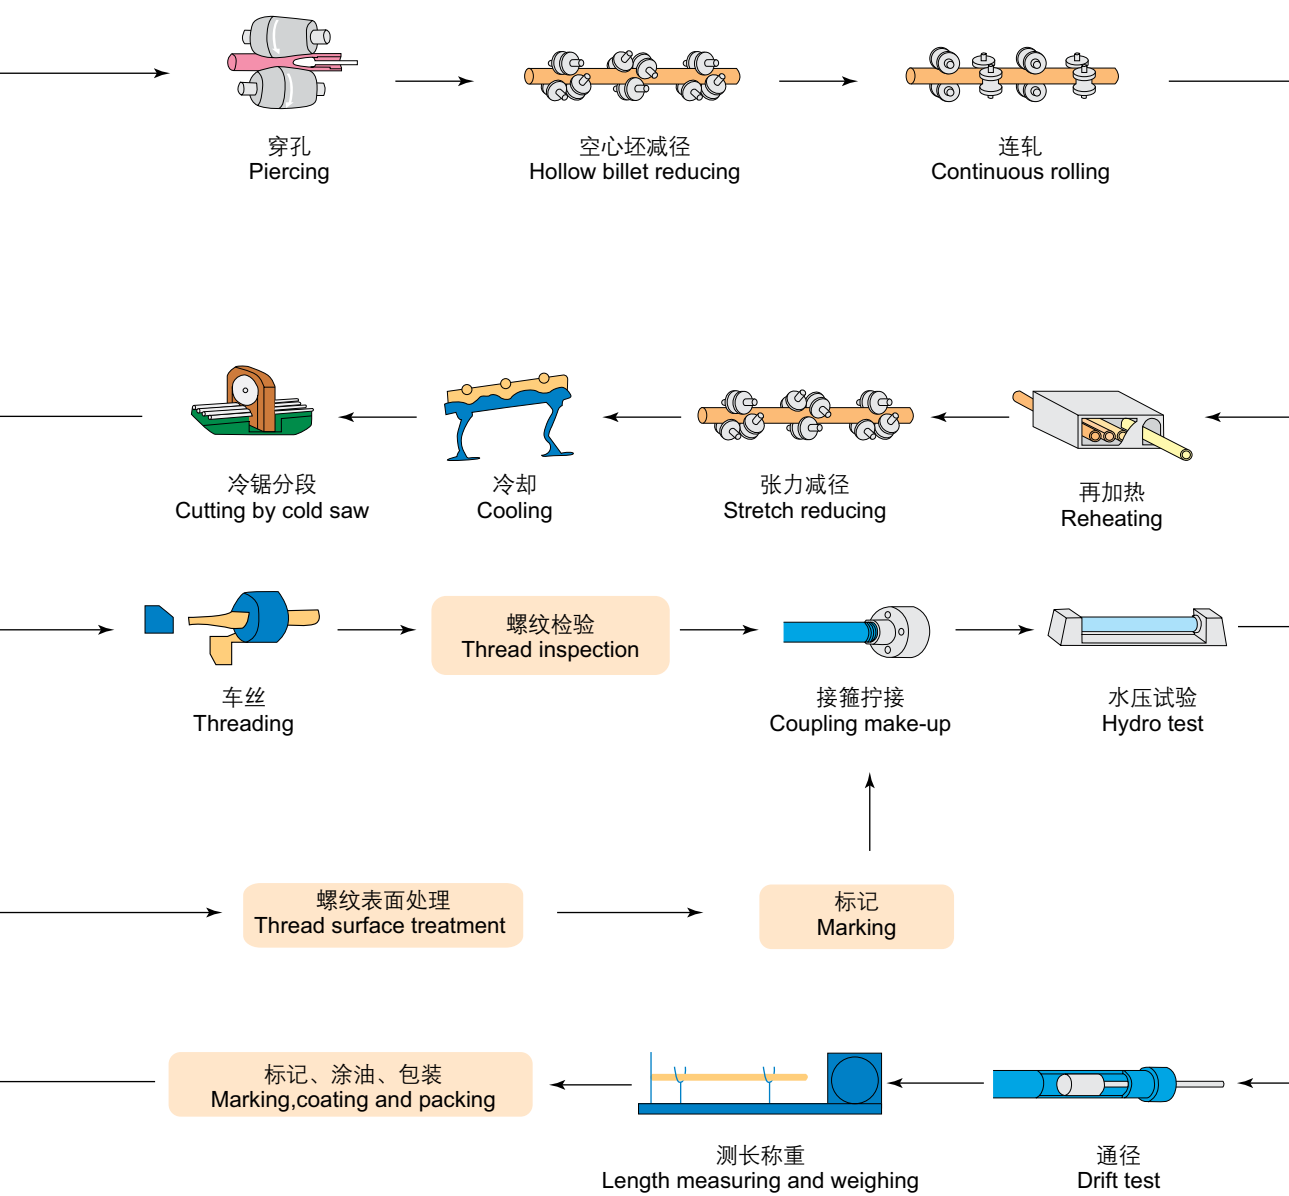 穿孔
Piercing
空心坯减径
Hollow billet reducing
连轧
Continuous rolling
冷锯分段
Cutting by cold saw
冷却
Cooling
张力减径
Stretch reducing
再加热
Reheating
车丝
Threading
螺纹检验
Thread inspection
接箍拧接
Coupling make-up
水压试验
Hydro test
螺纹表面处理
Thread surface treatment
标记
Marking
标记、涂油、包装
Marking,coating and packing
测长称重
Length measuring and weighing
通径
Drift test